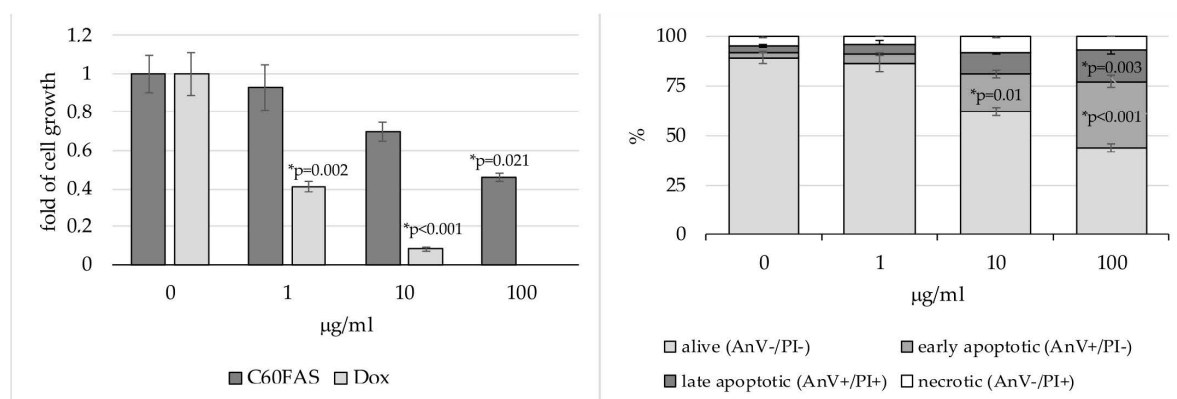 1.2
1
0.8
0.6
0.4
0.2
0
fold of cell growth
*p=0.002
*p<0.001
*p=0.021
0 1 10 100
μg/ml
C60FAS Dox
100
75
50
25
0
%
*p=0.01
*p=0.003
*p<0.001
0 1 10 100
μg/ml
alive (AnV-/PI-) early apoptotic (AnV+/PI-)
late apoptotic (AnV+/PI+) necrotic (AnV-/PI+)